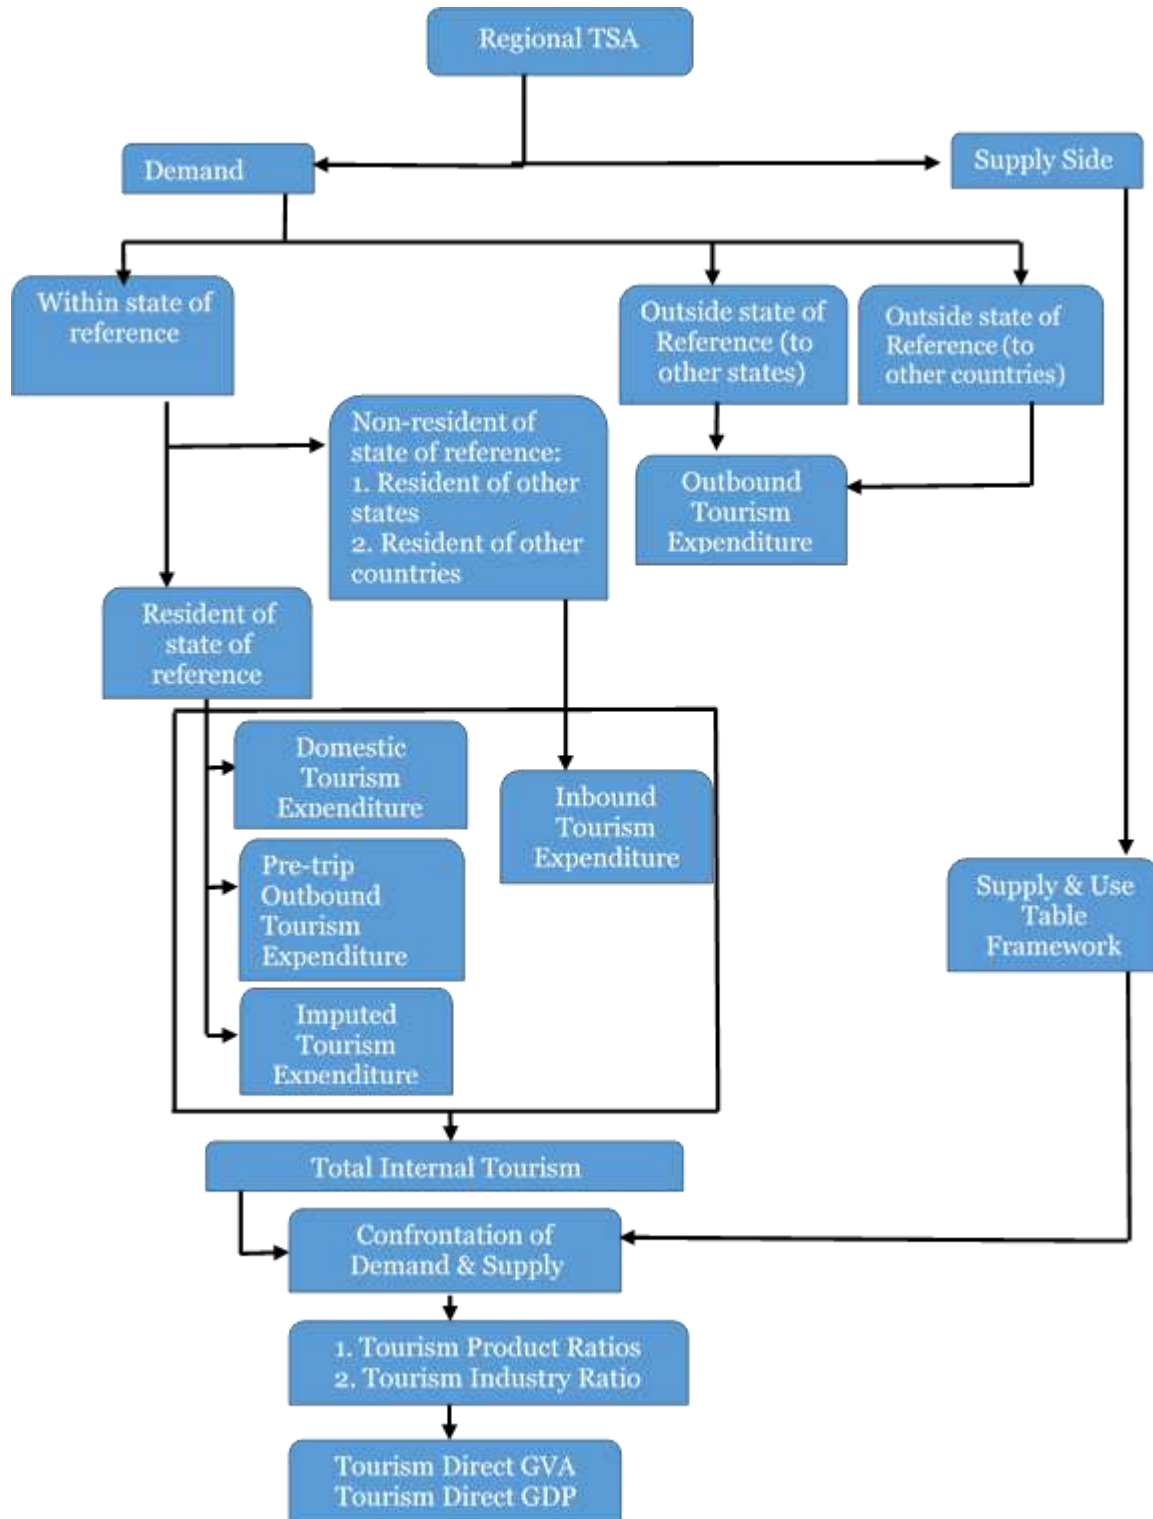 Regional TSA
Demand
Supply Side
Within state of
reference
Outside state of
Reference (to
other states)
Outside state of
Reference (to
other countries)
Non-resident of
state of reference:
1. Resident of other
states
2. Resident of other
countries
Outbound
Tourism
Expenditure
Resident of
state of
reference
Domestic
Tourism
Expenditure
Inbound
Tourism
Expenditure
Pre-trip
Outbound
Tourism
Expenditure
Supply & Use
Table
Framework
Imputed
Tourism
Expenditure
Total Internal Tourism
Confrontation of
Demand & Supply
1. Tourism Product Ratios
2. Tourism Industry Ratio
Tourism Direct GVA
Tourism Direct GDP